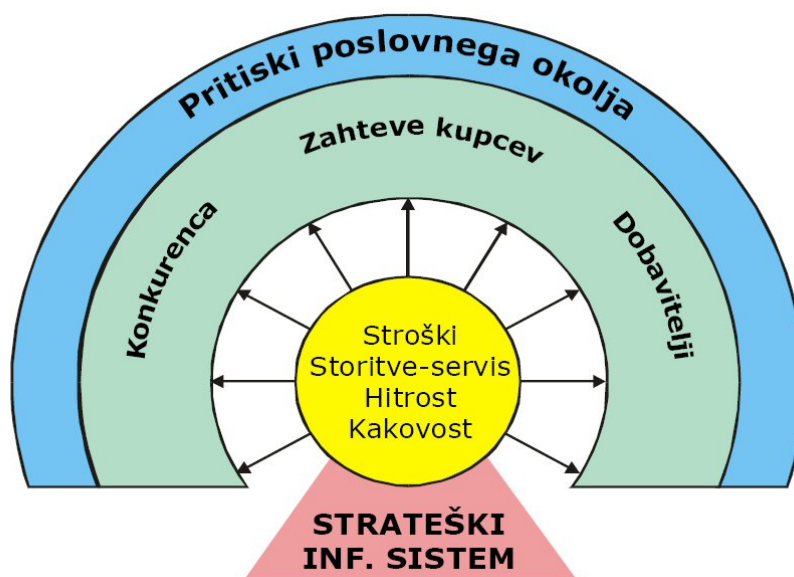 Pritiski poslovnega okolja
Zahteve kupcev
Konkurenca
Dobavitelji
Stroški
Storitve-servis
Hitrost
Kakovost
STRATEŠKI
INF. SISTEM